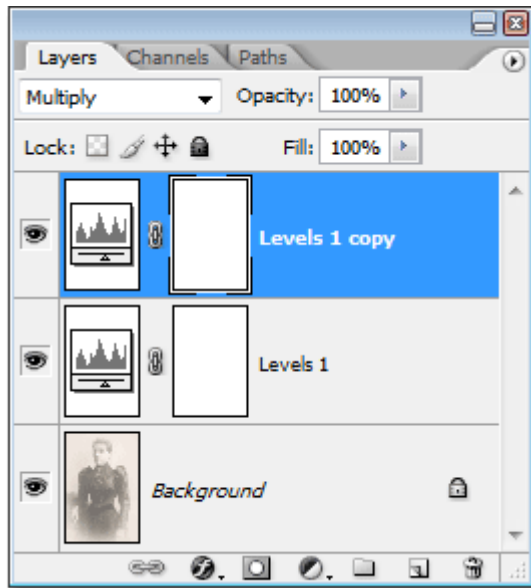 Layers Channels Paths
Multiply Opacity: 100%
Lock: Fill: 100%
Levels 1 copy
Levels 1
Background